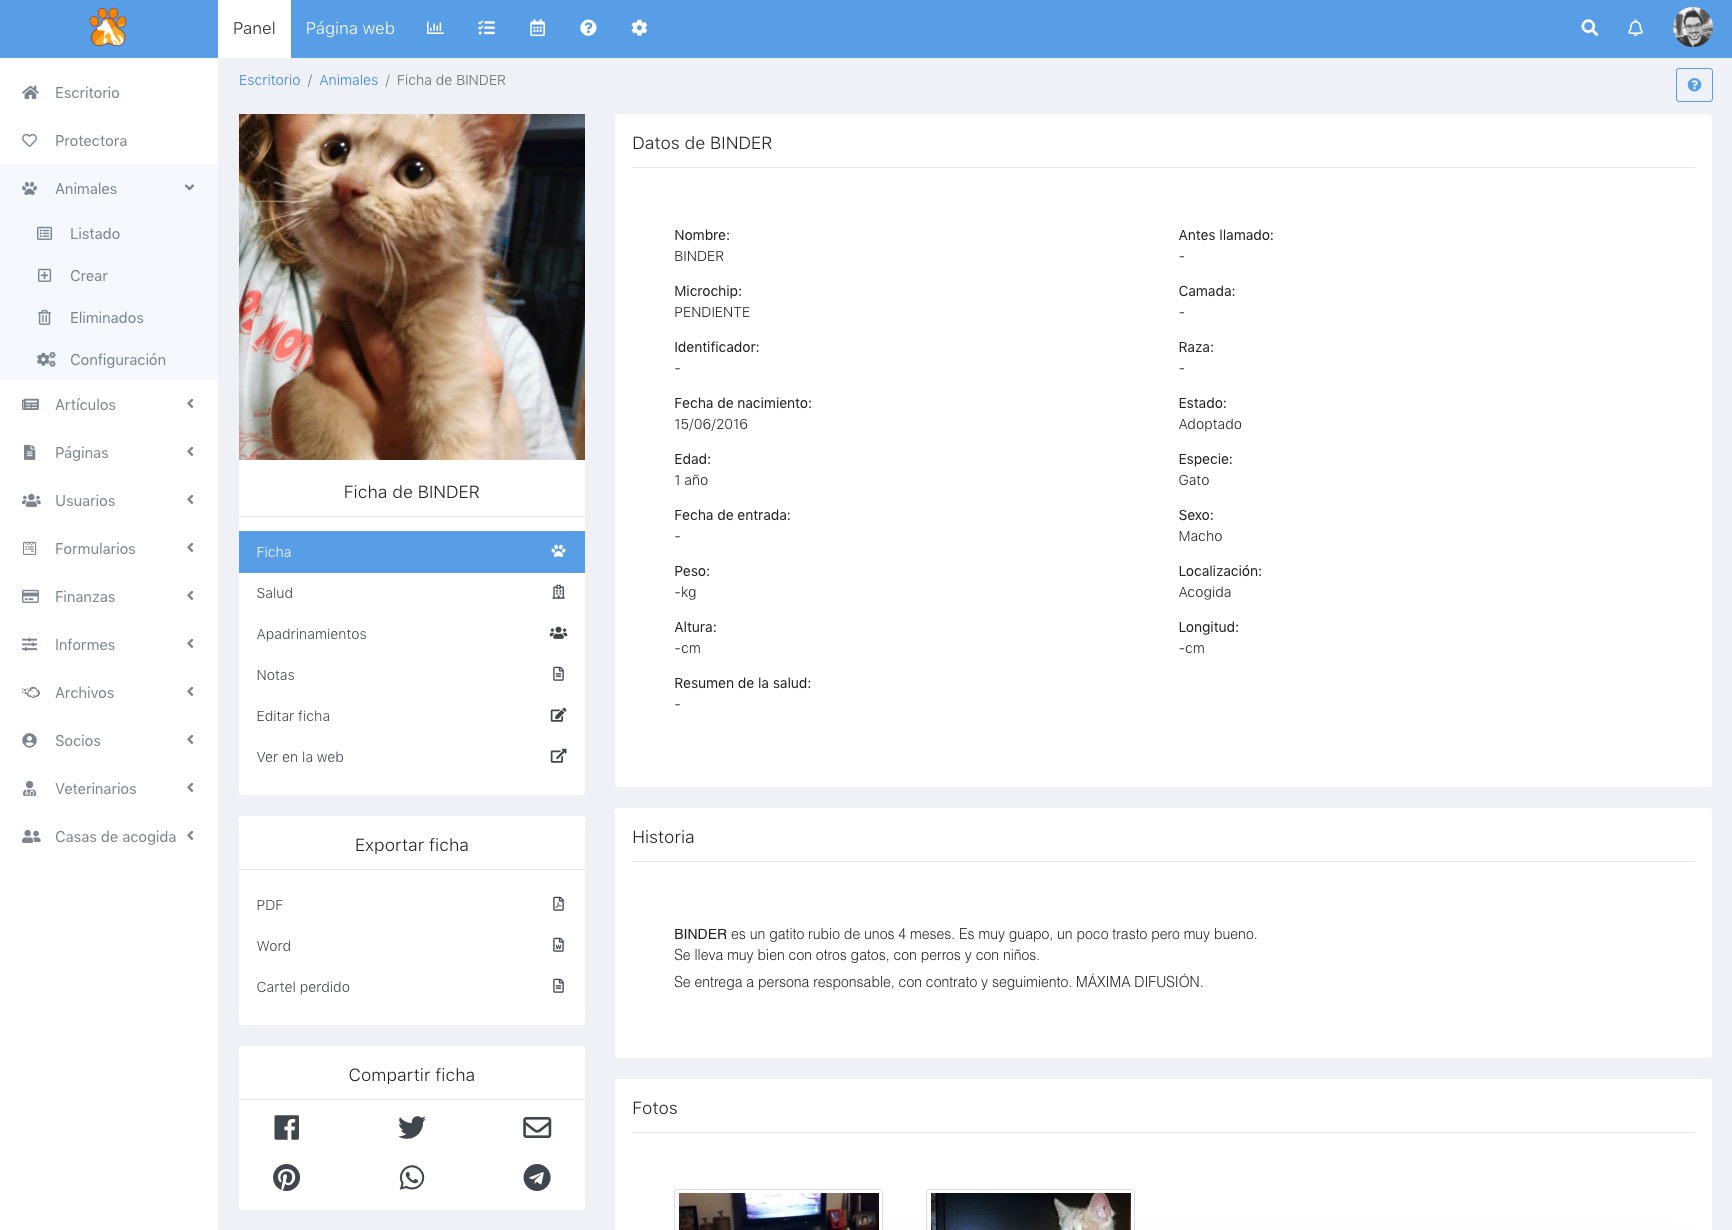 Panel
Página web
Escritorio / Animales / Ficha de BINDER
Escritorio
Protectora
Animales
Listado
Crear
Eliminados
Configuración
Artículos
Páginas
Usuarios
Formularios
Finanzas
Informes
Archivos
Socios
Veterinarios
Casas de acogida
Ficha de BINDER
Ficha
Salud
Apadrinamientos
Notas
Editar ficha
Ver en la web
Exportar ficha
PDF
Word
Cartel perdido
Compartir ficha
Datos de BINDER
Nombre:
BINDER
Antes llamado:
-
Microchip:
PENDIENTE
Camada:
-
Identificador:
-
Raza:
-
Fecha de nacimiento:
15/06/2016
Estado:
Adoptado
Edad:
1 año
Especie:
Gato
Fecha de entrada:
-
Sexo:
Macho
Peso:
-kg
Localización:
Acogida
Altura:
-cm
Longitud:
-cm
Resumen de la salud:
-
Historia
BINDER es un gatito rubio de unos 4 meses. Es muy guapo, un poco trasto pero muy bueno.
Se lleva muy bien con otros gatos, con perros y con niños.
Se entrega a persona responsable, con contrato y seguimiento. MÁXIMA DIFUSIÓN.
Fotos